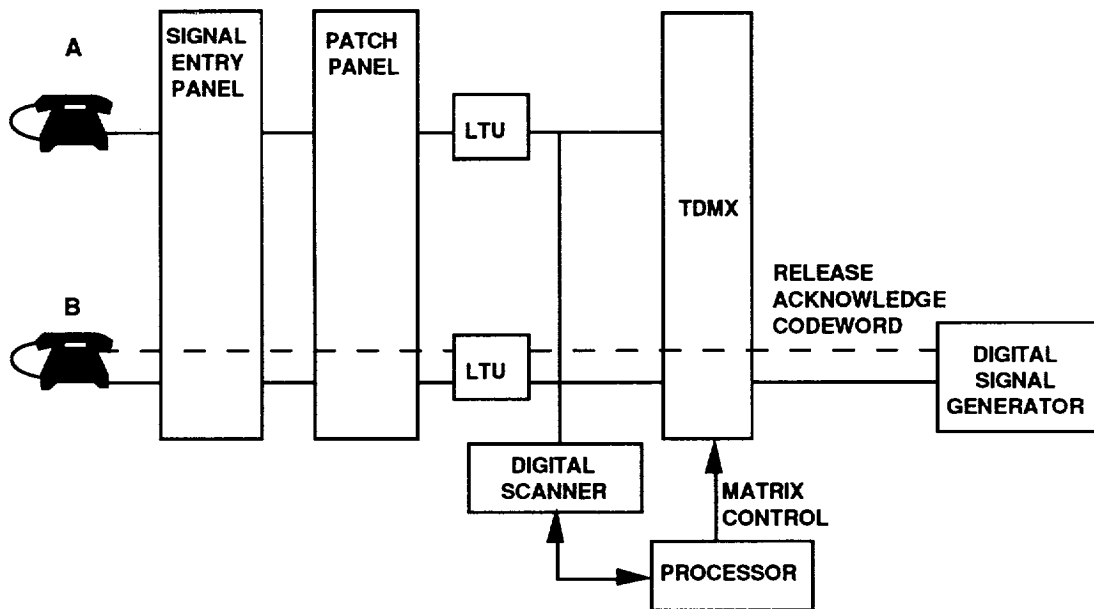 A
SIGNAL
ENTRY
PANEL
PATCH
PANEL
LTU
TDMX
B
LTU
RELEASE
ACKNOWLEDGE
CODEWORD
DIGITAL
SIGNAL
GENERATOR
DIGITAL
SCANNER
MATRIX
CONTROL
PROCESSOR